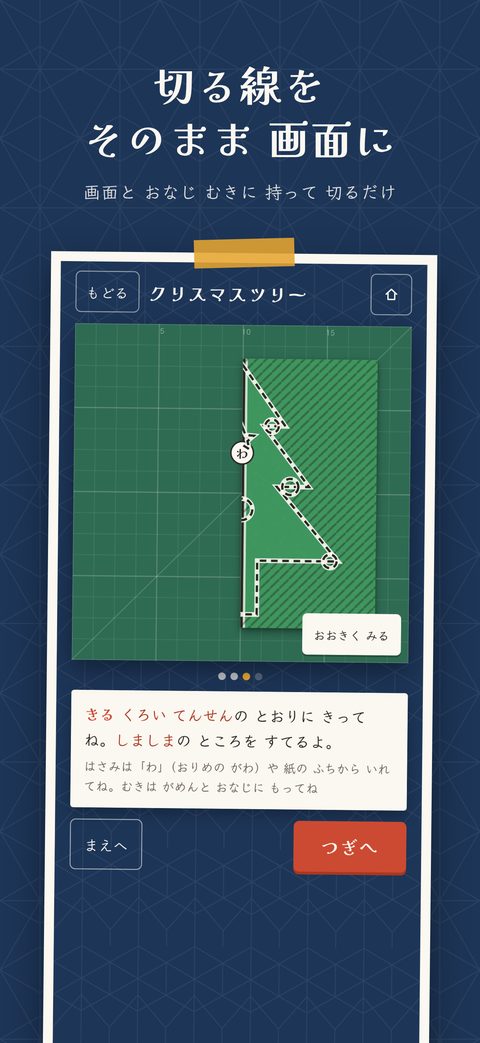 切る線を
そのまま 画面に
画面と おなじ むきに 持って 切るだけ
もどる
クリスマスツリー
5 10 15
わ
おおきく みる
きる くろい てんせんの とおりに きって
ね。しましまの ところを すてるよ。
はさみは「わ」（おりめの がわ）や 紙の ふちから いれ
てね。むきは がめんと おなじに もってね
まえへ
つぎへ